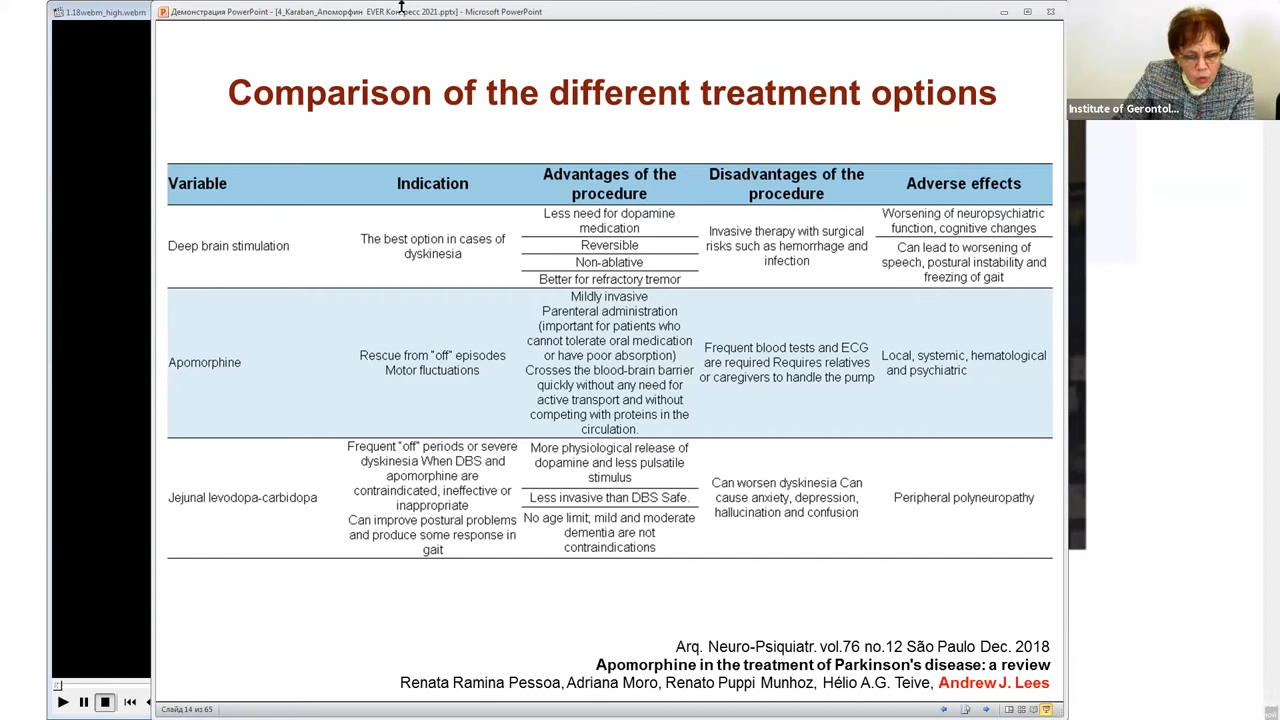 1.18webm_high.webm
Демонстрация PowerPoint - [4_Karaban_Апоморфин EVER Конгресс 2021.pptx] - Microsoft PowerPoint
Institute of Gerontol...
Comparison of the different treatment options
Variable
Indication
Advantages of the
procedure
Disadvantages of the
procedure
Adverse effects
Deep brain stimulation
The best option in cases of
dyskinesia
Less need for dopamine
medication
Reversible
Non-ablative
Better for refractory tremor
Invasive therapy with surgical
risks such as hemorrhage and
infection
Worsening of neuropsychiatric
function, cognitive changes
Can lead to worsening of
speech, postural instability and
freezing of gait
Apomorphine
Rescue from "off" episodes
Motor fluctuations
Mildly invasive
Parenteral administration
(important for patients who
cannot tolerate oral medication
or have poor absorption)
Crosses the blood-brain barrier
quickly without any need for
active transport and without
competing with proteins in the
circulation.
Frequent blood tests and ECG
are required Requires relatives
or caregivers to handle the pump
Local, systemic, hematological
and psychiatric
Jejunal levodopa-carbidopa
Frequent "off" periods or severe
dyskinesia When DBS and
apomorphine are
contraindicated, ineffective or
inappropriate
Can improve postural problems
and produce some response in
gait
More physiological release of
dopamine and less pulsatile
stimulus
Less invasive than DBS Safe.
No age limit; mild and moderate
dementia are not
contraindications
Can worsen dyskinesia Can
cause anxiety, depression,
hallucination and confusion
Peripheral polyneuropathy
Arq. Neuro-Psiquiatr. vol.76 no.12 São Paulo Dec. 2018
Apomorphine in the treatment of Parkinson's disease: a review
Renata Ramina Pessoa, Adriana Moro, Renato Puppi Munhoz, Hélio A.G. Teive, Andrew J. Lees
Слайд 14 из 65